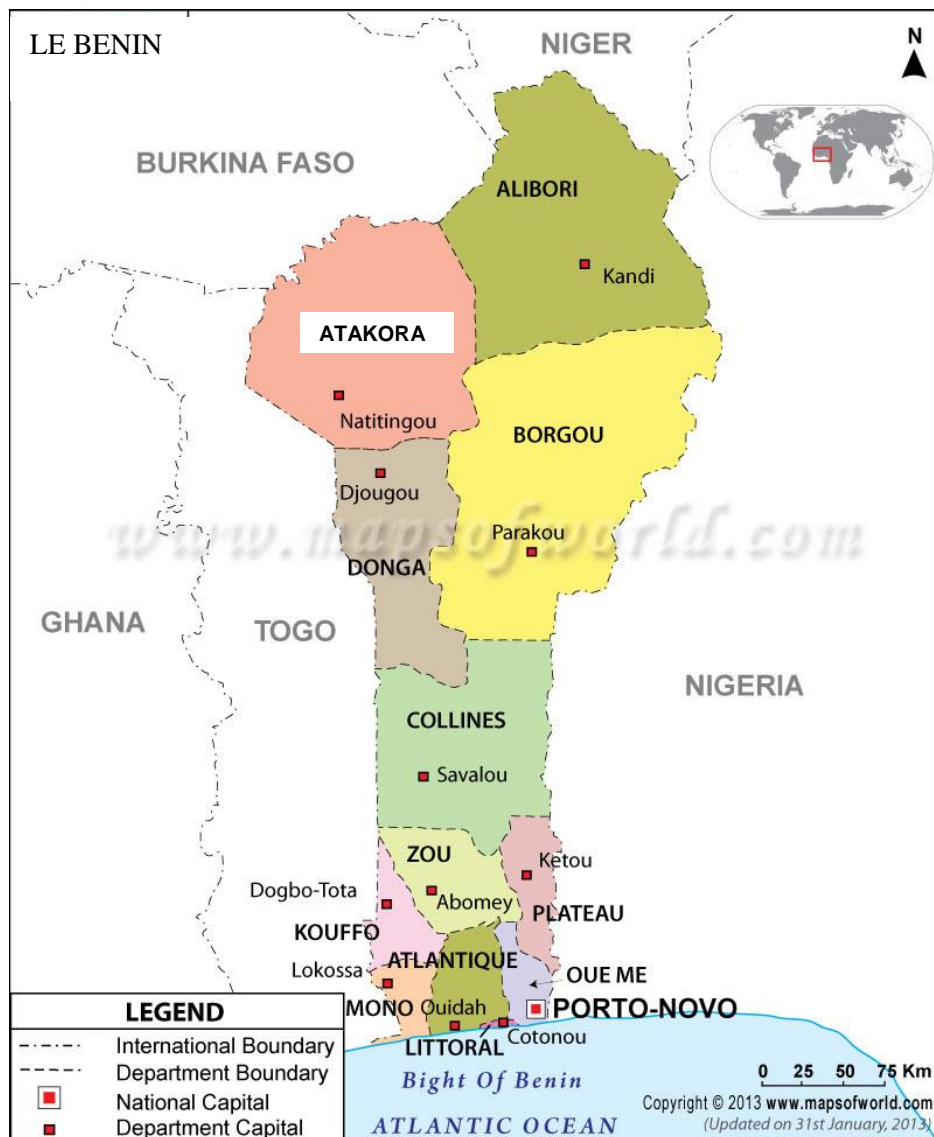 LE BENIN
NIGER
N
BURKINA FASO
ALIBORI
Kandi
ATAKORA
Natitingou
BORGOU
Djougou
www.mapsofworld.com
Parakou
DONGA
GHANA
TOGO
NIGERIA
COLLINES
Savalou
ZOU
Ketou
Dogbo-Tota
Abomey
PLATEAU
KOUFFO
ATLANTIQUE
Lokossa
OUE ME
MONO
Ouidah
PORTO-NOVO
LITTORAL
Cotonou
LEGEND
International Boundary
Department Boundary
National Capital
Department Capital
Bight Of Benin
ATLANTIC OCEAN
0 25 50 75 Km
Copyright © 2013 www.mapsofworld.com
(Updated on 31st January, 2013)